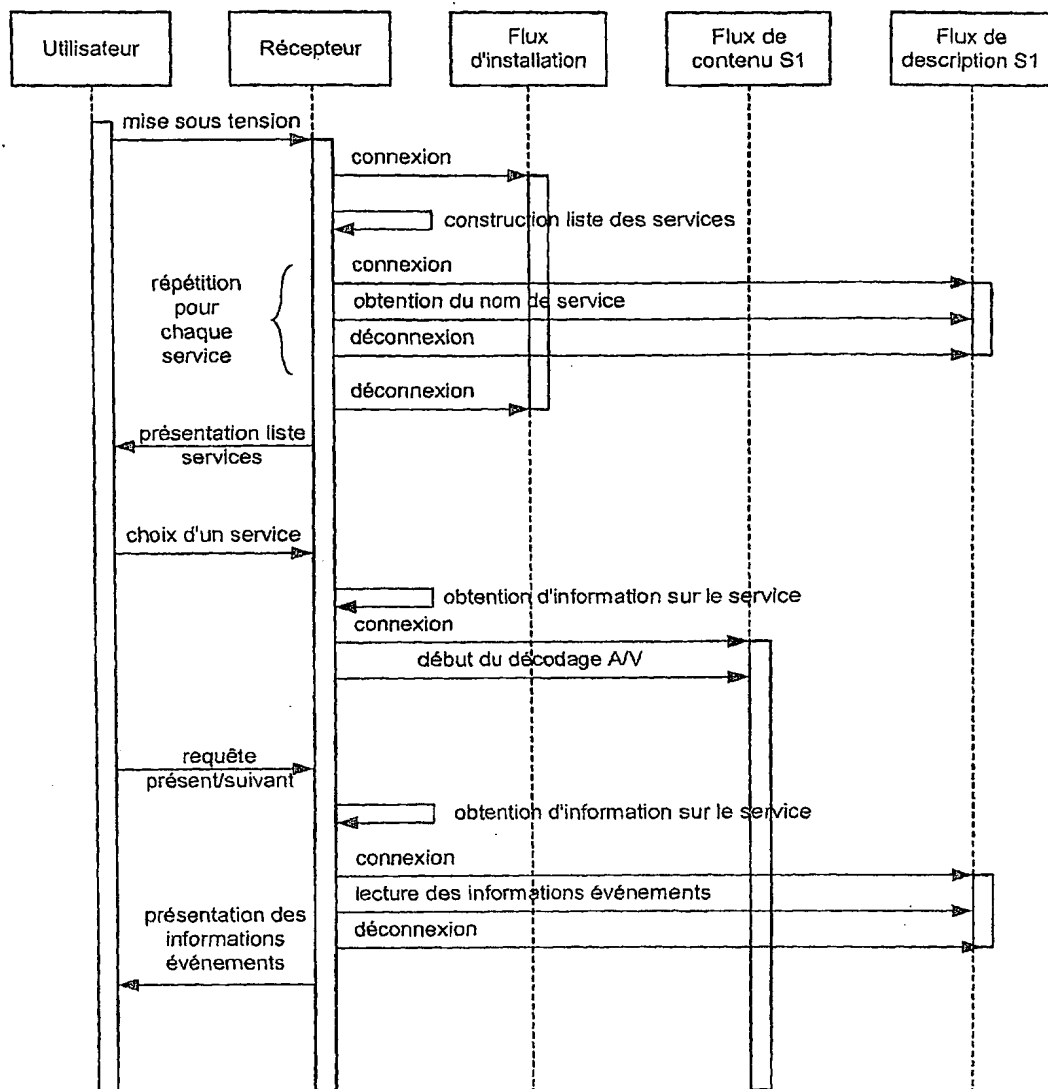 Utilisateur
Récepteur
Flux
d'installation
Flux de
contenu S1
Flux de
description S1
mise sous tension
connexion
construction liste des services
connexion
répétition
pour
chaque
service
obtention du nom de service
déconnexion
déconnexion
présentation liste
services
choix d'un service
obtention d'information sur le service
connexion
début du décodage A/V
requête
présent/suivant
obtention d'information sur le service
connexion
lecture des informations événements
déconnexion
présentation des
informations
événements